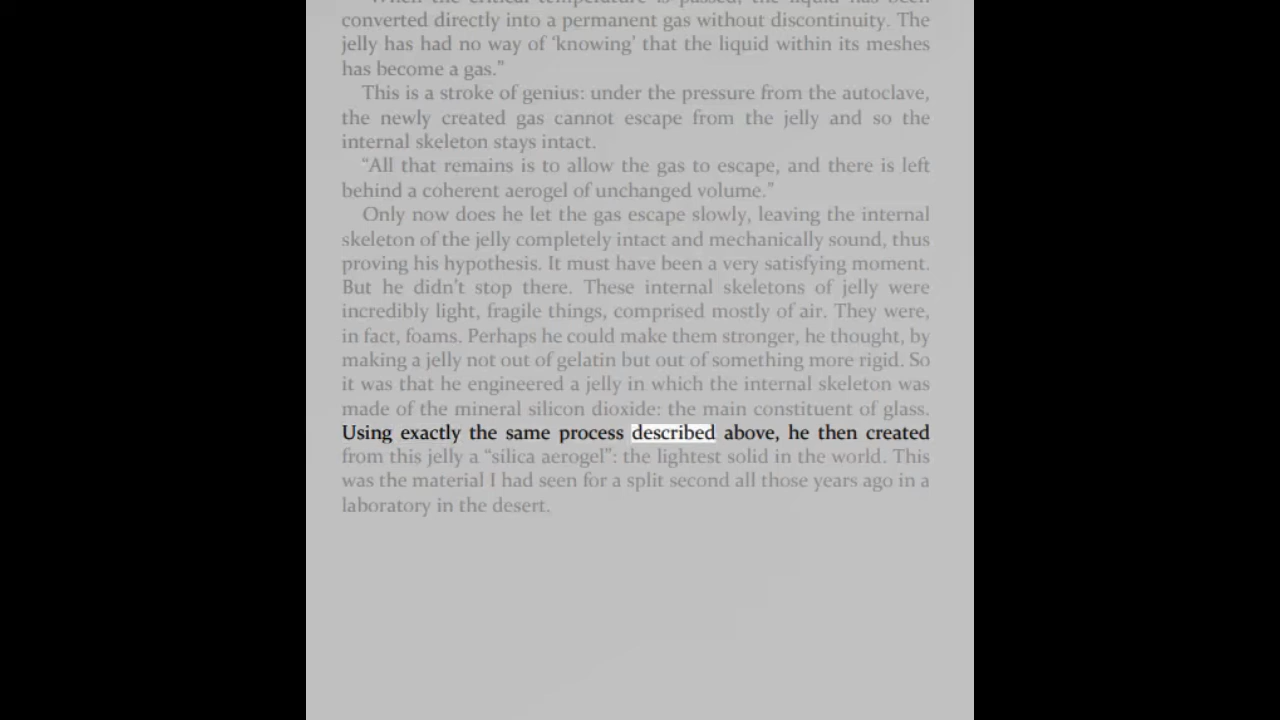 "When the critical temperature is passed, the liquid has been
converted directly into a permanent gas without discontinuity. The
jelly has had no way of ‘knowing’ that the liquid within its meshes
has become a gas.”
This is a stroke of genius: under the pressure from the autoclave,
the newly created gas cannot escape from the jelly and so the
internal skeleton stays intact.
“All that remains is to allow the gas to escape, and there is left
behind a coherent aerogel of unchanged volume.”
Only now does he let the gas escape slowly, leaving the internal
skeleton of the jelly completely intact and mechanically sound, thus
proving his hypothesis. It must have been a very satisfying moment.
But he didn’t stop there. These internal skeletons of jelly were
incredibly light, fragile things, comprised mostly of air. They were,
in fact, foams. Perhaps he could make them stronger, he thought, by
making a jelly not out of gelatin but out of something more rigid. So
it was that he engineered a jelly in which the internal skeleton was
made of the mineral silicon dioxide: the main constituent of glass.
Using exactly the same process described above, he then created
from this jelly a “silica aerogel”: the lightest solid in the world. This
was the material I had seen for a split second all those years ago in a
laboratory in the desert.